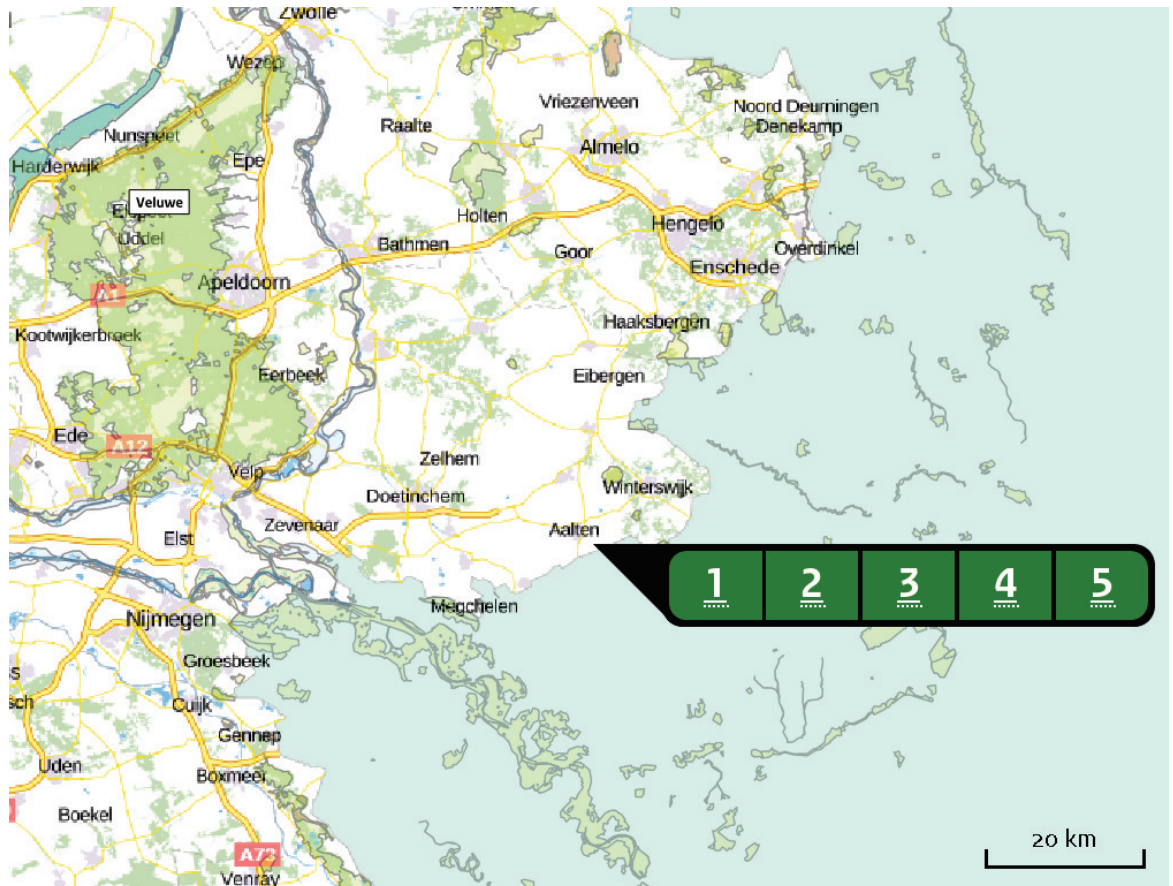 Zwolle
Wezep
Vriezenveen
Noord Deurningen
Raalte
Denekamp
Nunspeet
Almelo
Harderwijk
Epe
Veluwe
Holten
Hengelo
Uddel
Bathmen
Goor
Overdinkel
Enschede
Apeldoorn
A1
Haaksbergen
Kootwijkerbroek
Eerbeek
Eibergen
Ede
A12
Zelhem
Velp
Winterswijk
Doetinchem
Zevenaar
Aalten
Elst
1 2 3 4 5
Megchelen
Nijmegen
Groesbeek
Cuijk
Gennep
Uden
Boxmeer
Boekel
20 km
A73
Venray